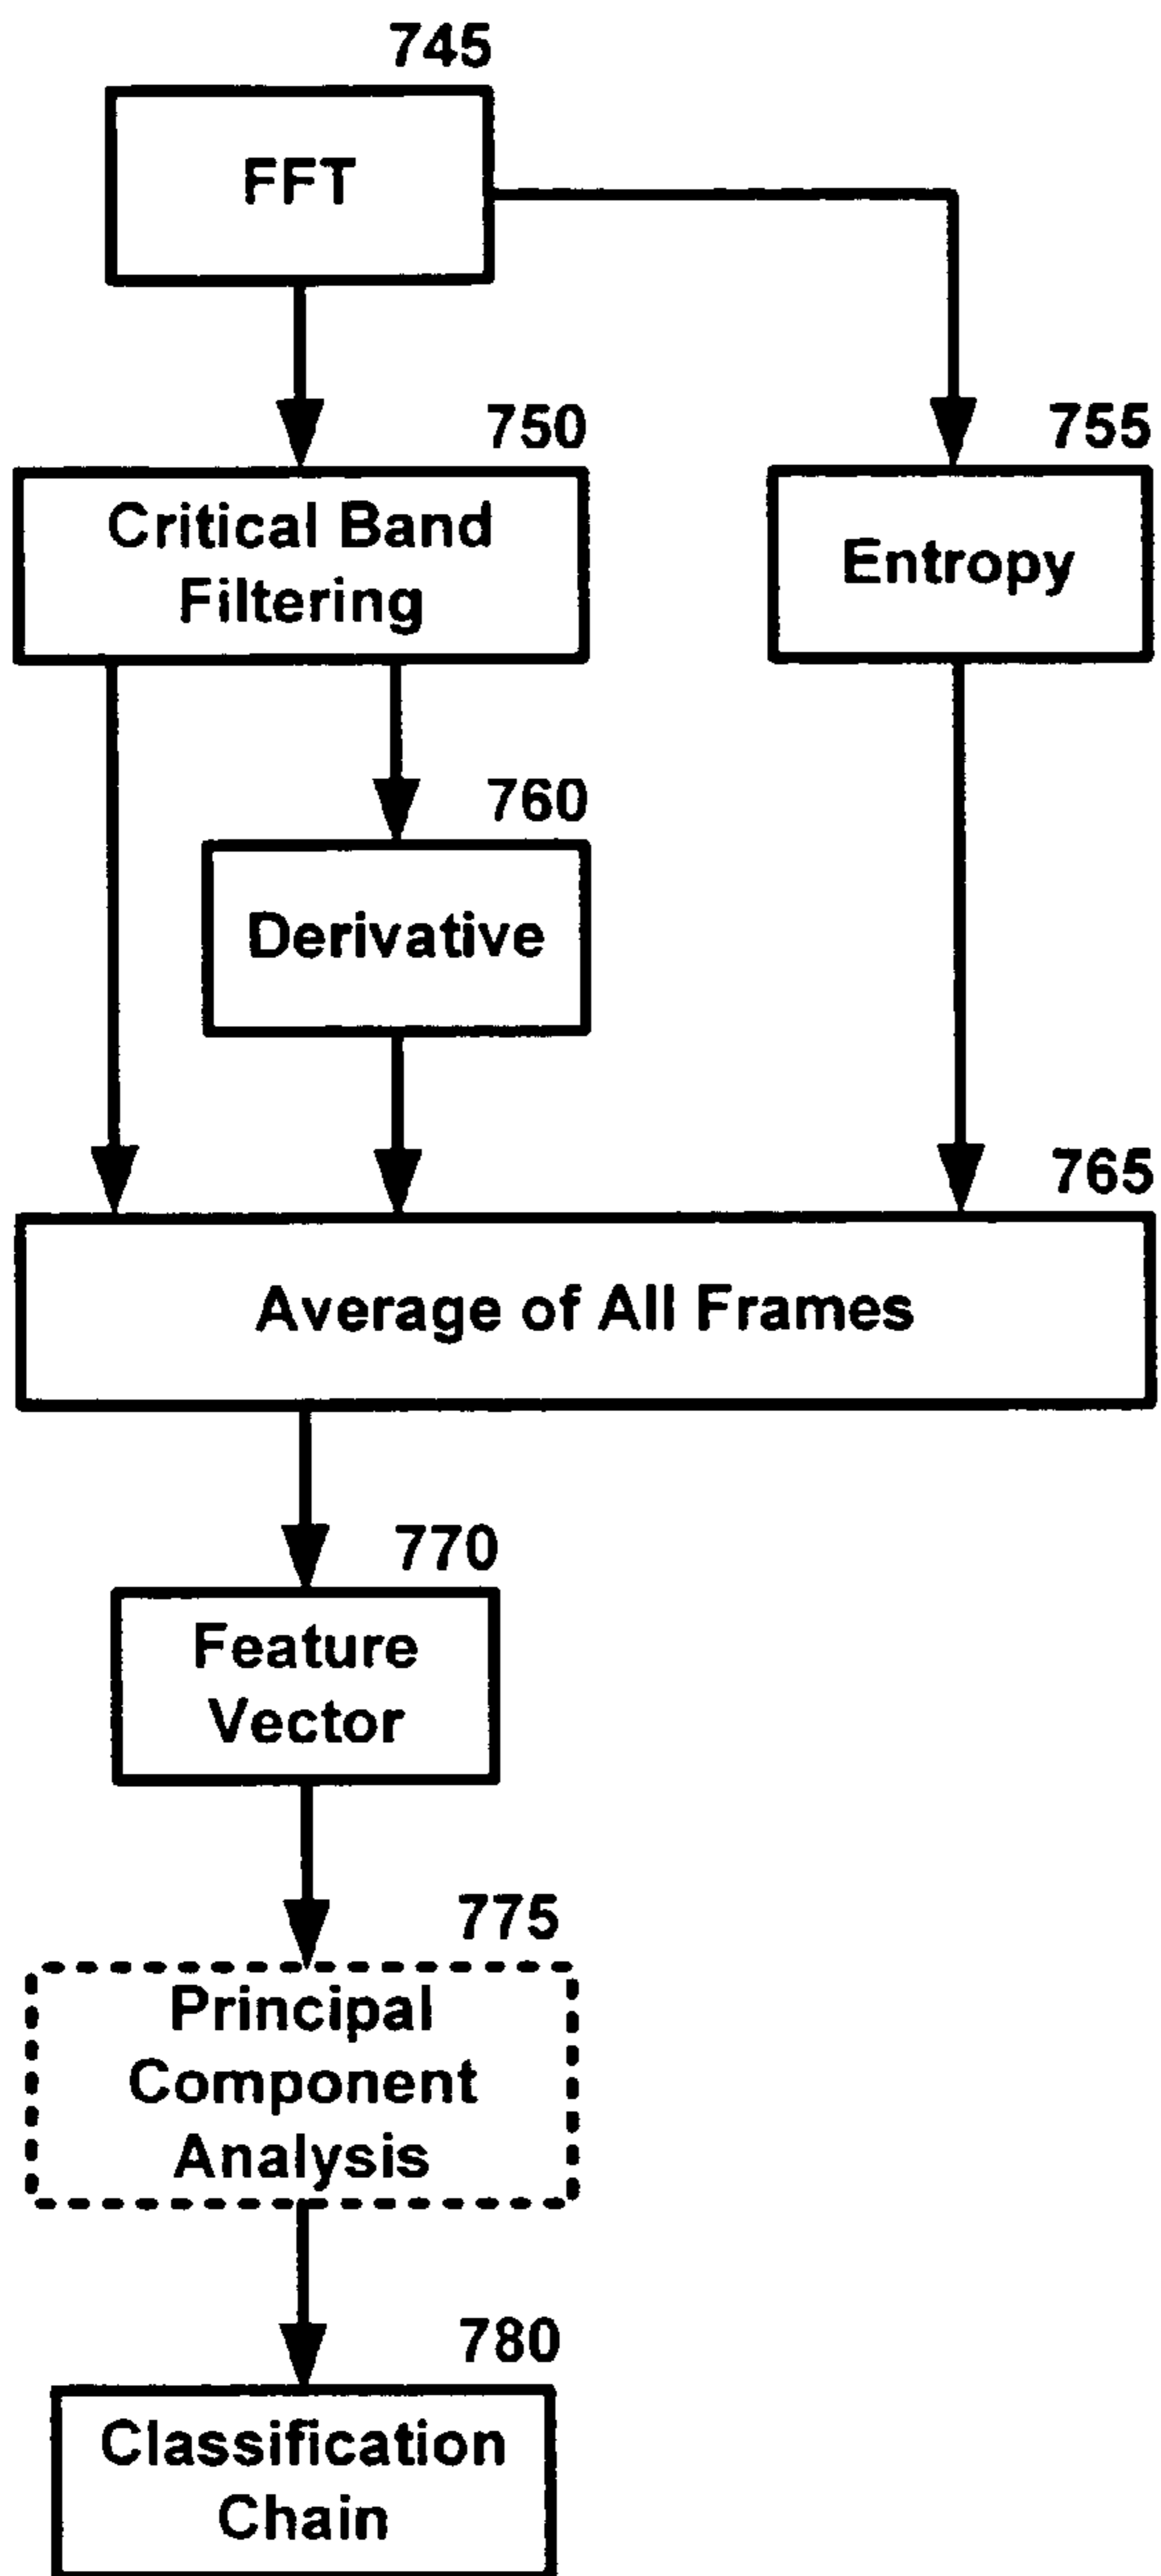 745
FFT
750
755
Critical Band
Filtering
Entropy
760
Derivative
765
Average of All Frames
770
Feature
Vector
775
Principal
Component
Analysis
780
Classification
Chain